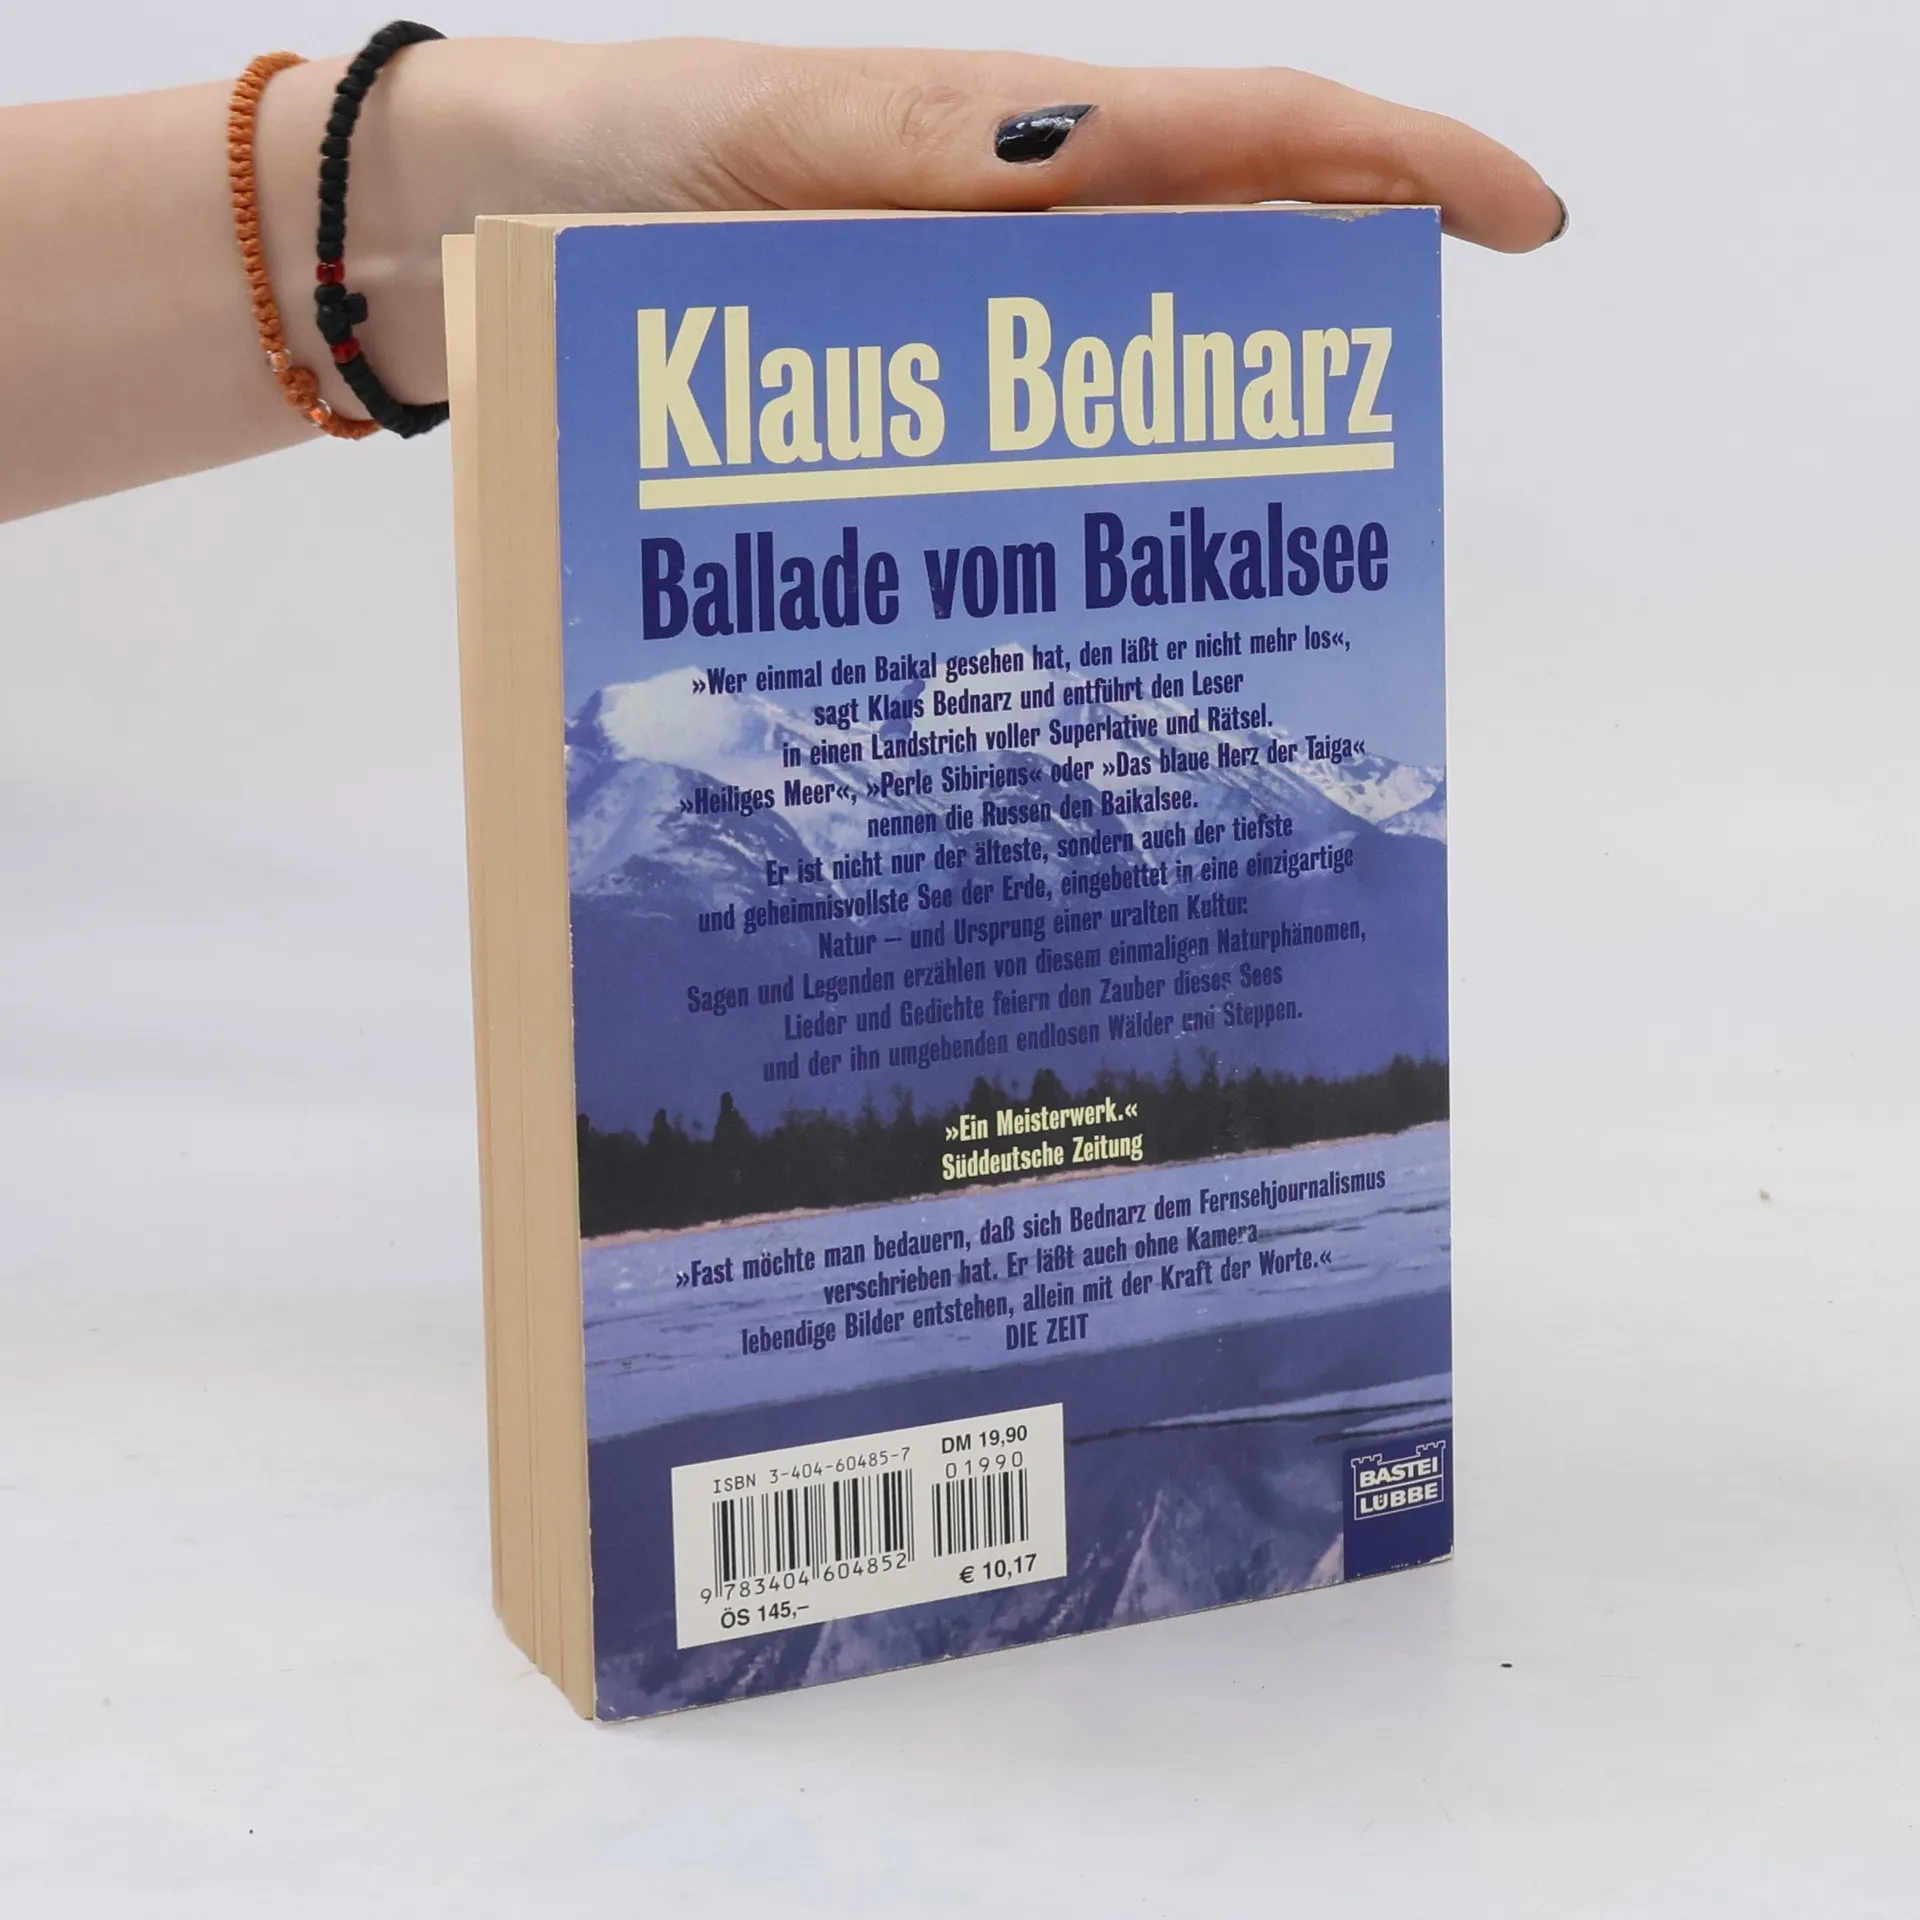 Klaus Bednarz
Ballade vom Baikalsee
»Wer einmal den Baikal gesehen hat, den läßt er nicht mehr los«,
sagt Klaus Bednarz und entführt den Leser
in einen Landstrich voller Superlative und Rätsel.
»Heiliges Meer«, »Perle Sibiriens« oder »Das blaue Herz der Taiga«
nennen die Russen den Baikalsee.
Er ist nicht nur der älteste, sondern auch der tiefste
und geheimnisvollste See der Erde, eingebettet in eine einzigartige
Natur – und Ursprung einer uralten Kultur.
Sagen und Legenden erzählen von diesem einmaligen Naturphänomen,
Lieder und Gedichte feiern den Zauber dieses Sees
und der ihn umgebenden endlosen Wälder und Steppen.
»Ein Meisterwerk.«
Süddeutsche Zeitung
»Fast möchte man bedauern, daß sich Bednarz dem Fernsehjournalismus
verschrieben hat. Er läßt auch ohne Kamera
lebendige Bilder entstehen, allein mit der Kraft der Worte.«
DIE ZEIT
ISBN 3-404-60485-7
DM 19,90
01990
9 783404 604852
€ 10,17
ÖS 145,–
BASTEI
LÜBBE